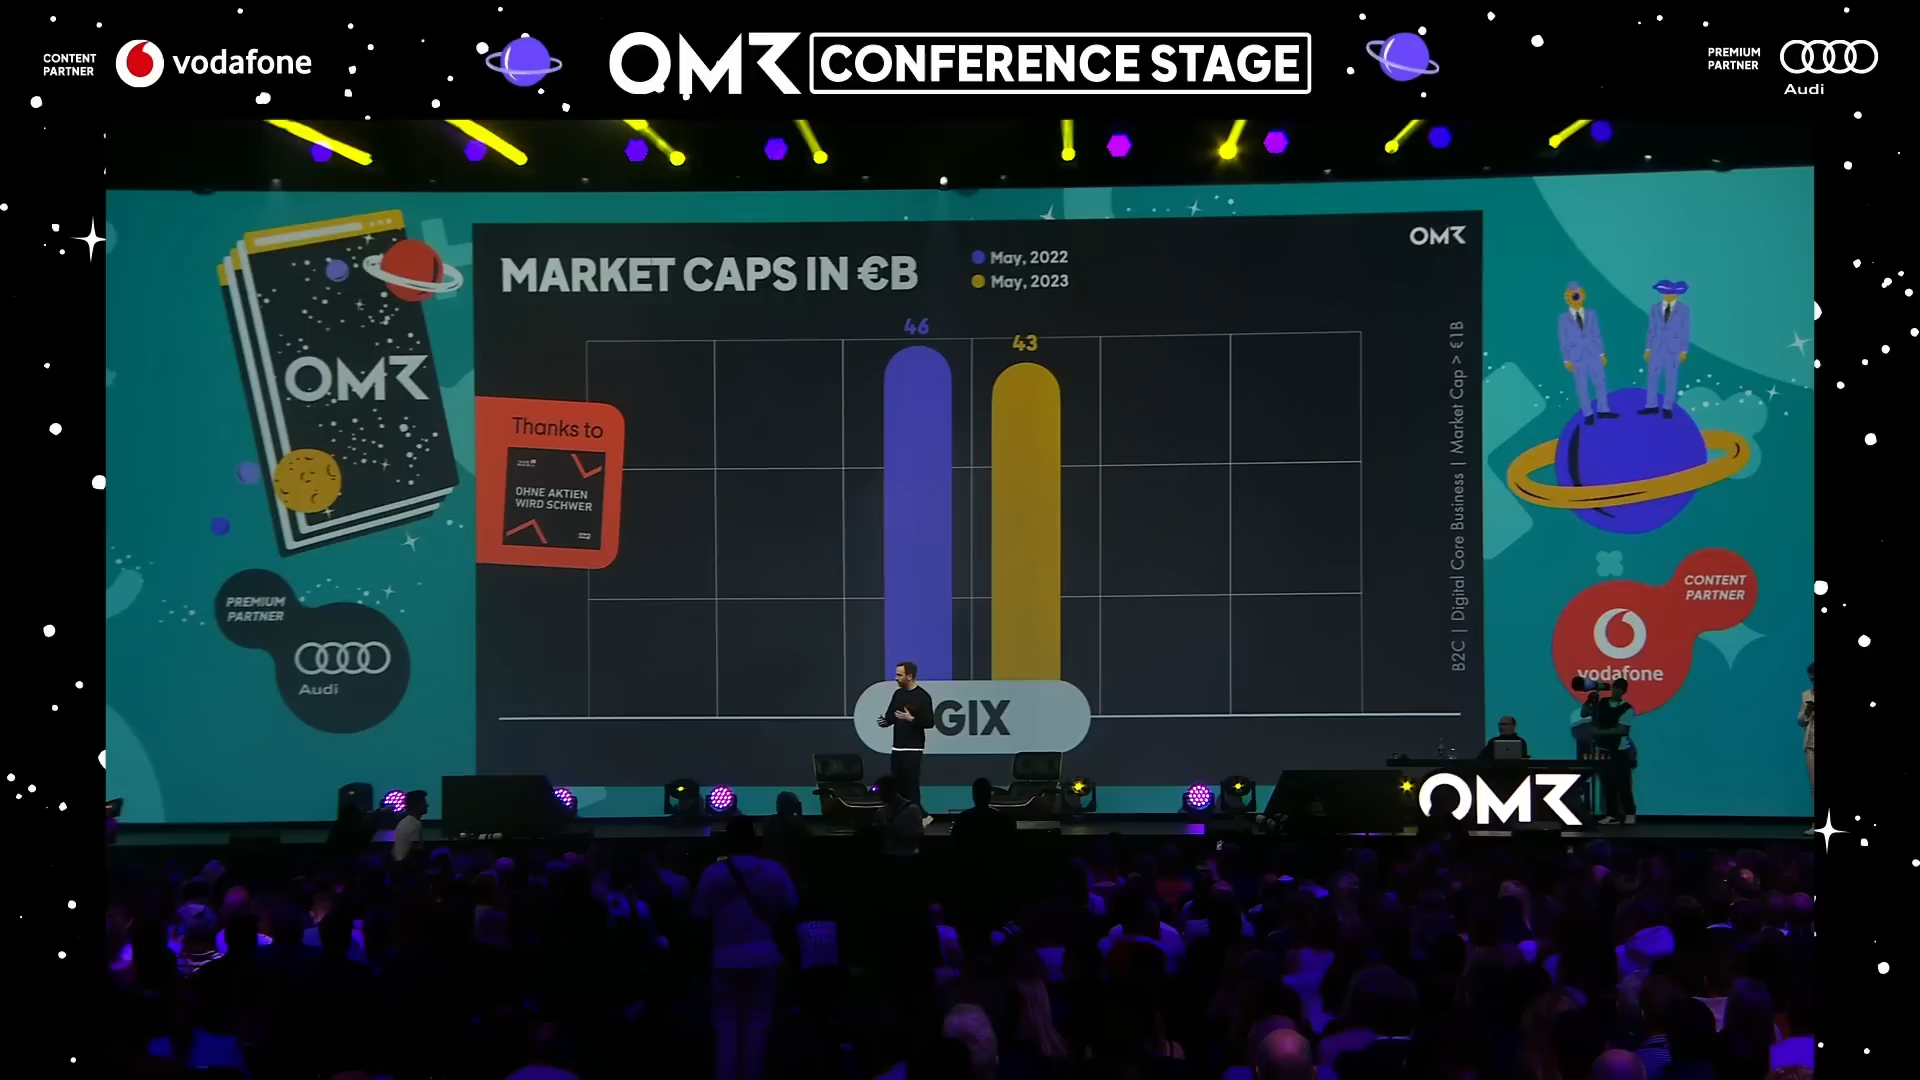 CONTENT
PARTNER
vodafone
OMR CONFERENCE STAGE
PREMIUM
PARTNER
Audi
MARKET CAPS IN €B
May, 2022
May, 2023
OMR
46
43
OMR
Thanks to
OHNE AKTIEN
WIRD SCHWER
B2C | Digital Core Business | Market Cap > €1B
PREMIUM
PARTNER
Audi
CONTENT
PARTNER
vodafone
GIX
OMR